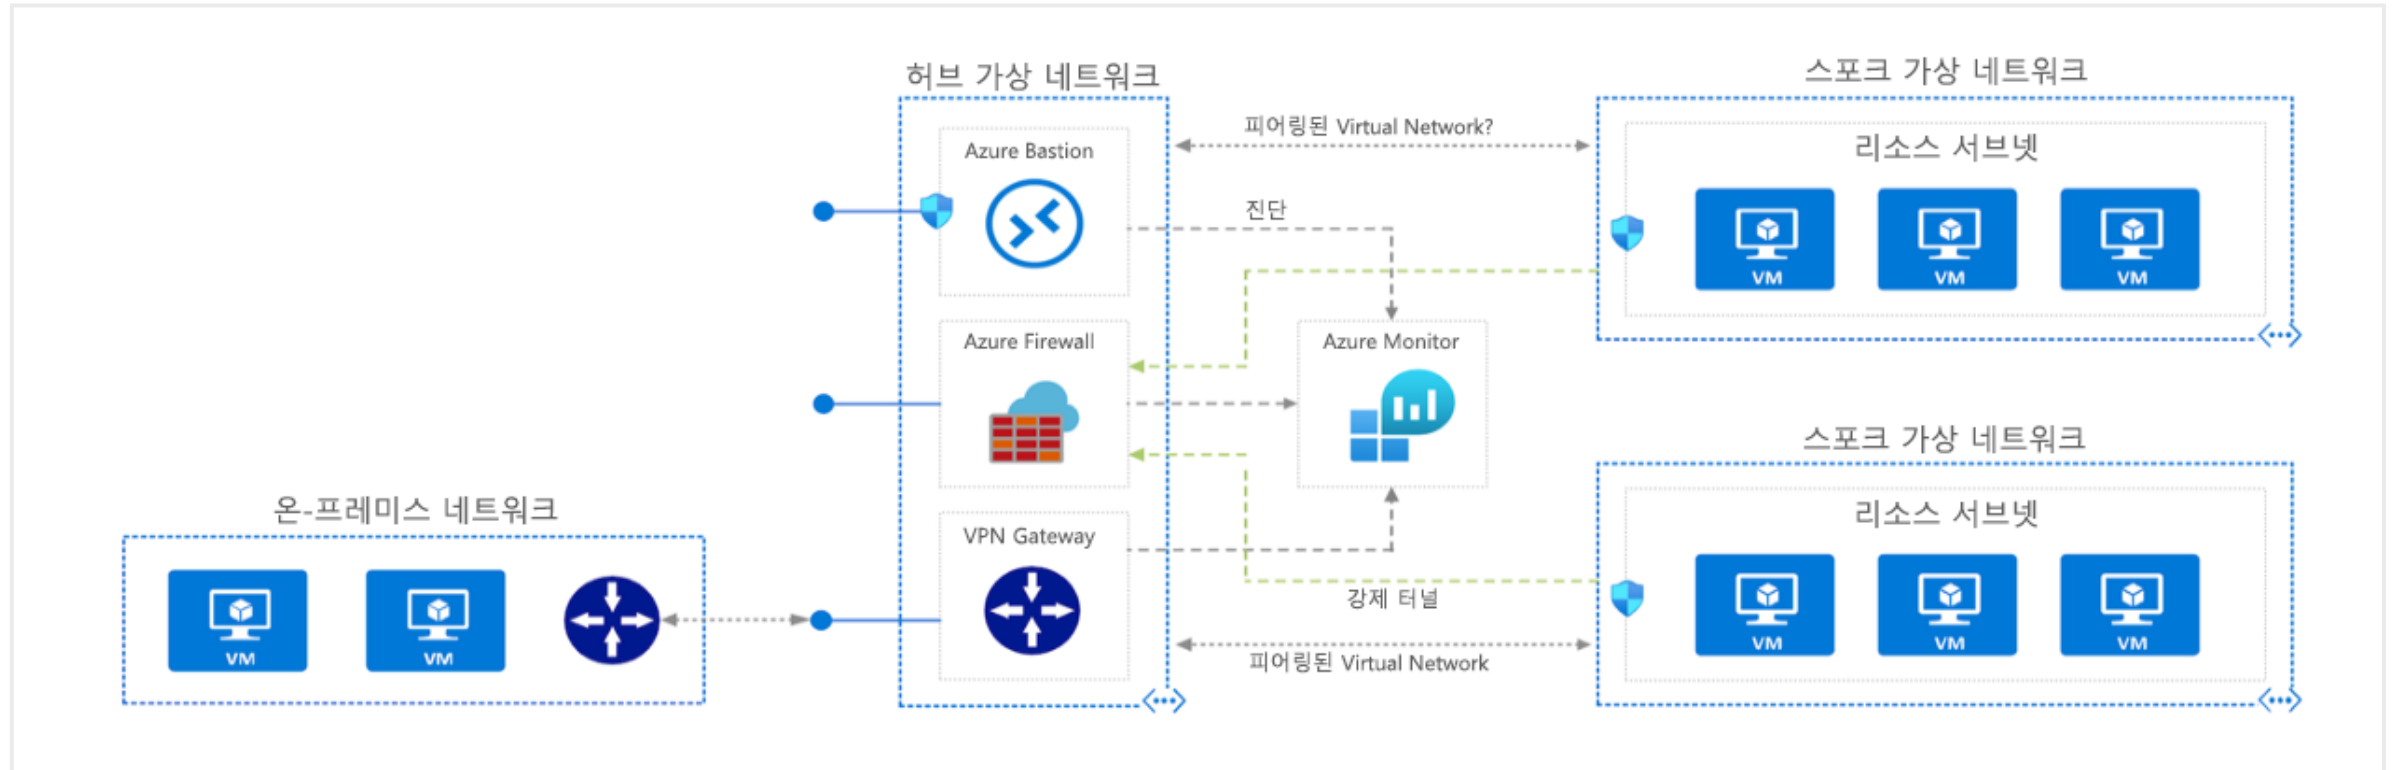 허브 가상 네트워크
스포크 가상 네트워크
피어링된 Virtual Network?
Azure Bastion
리소스 서브넷
진단
VM
VM
VM
Azure Firewall
Azure Monitor
스포크 가상 네트워크
온-프레미스 네트워크
VPN Gateway
리소스 서브넷
강제 터널
VM
VM
VM
VM
VM
피어링된 Virtual Network